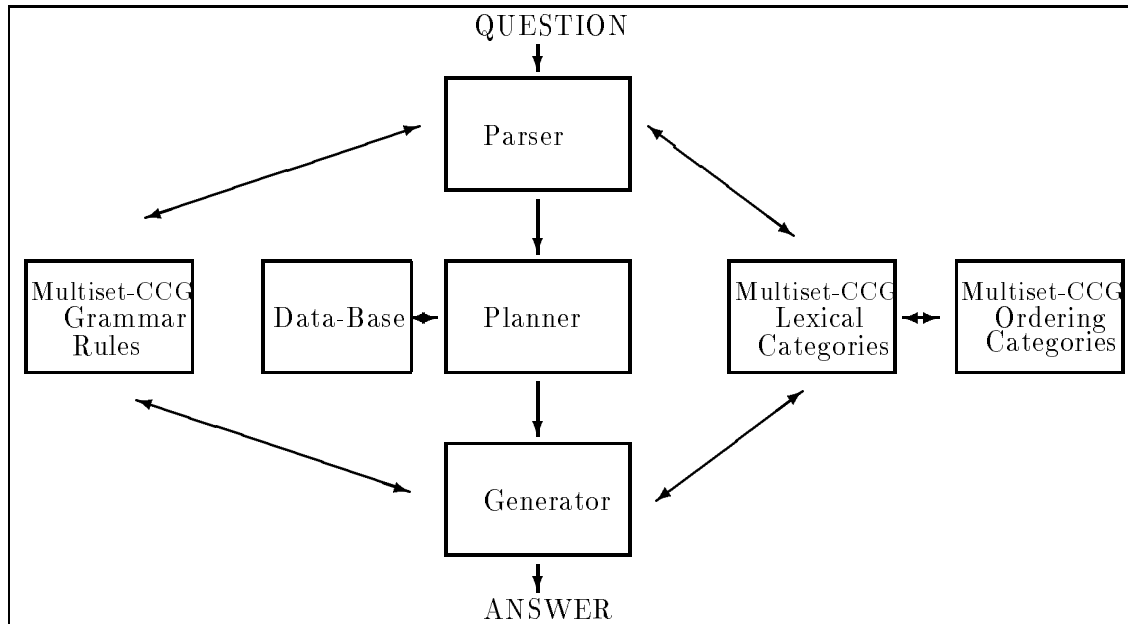 QUESTION
Parser
Multiset-CCG
Grammar
Rules
Data-Base
Planner
Multiset-CCG
Lexical
Categories
Multiset-CCG
Ordering
Categories
Generator
ANSWER